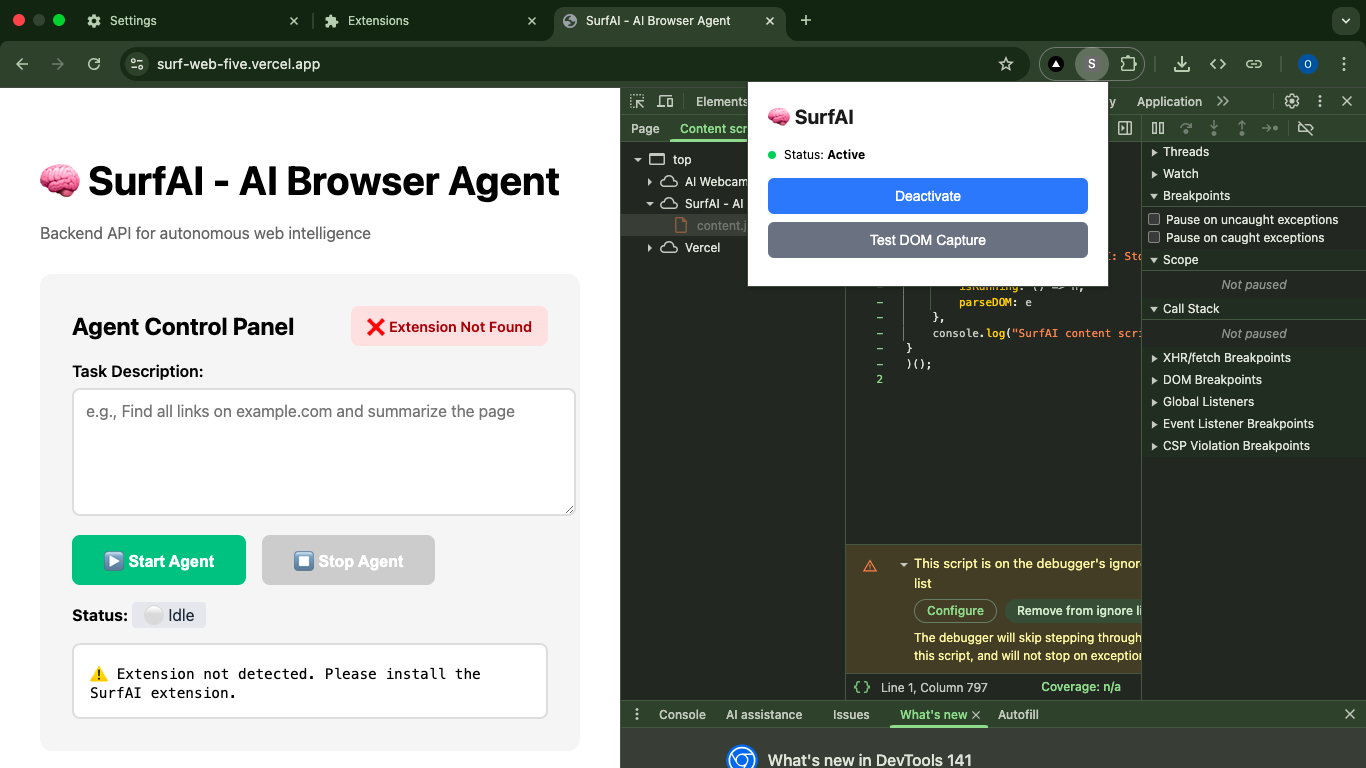 Settings
Extensions
SurfAI - AI Browser Agent
surf-web-five.vercel.app
S
O
🧠 SurfAI - AI Browser Agent
Backend API for autonomous web intelligence
Agent Control Panel
❌ Extension Not Found
Task Description:
e.g., Find all links on example.com and summarize the page
▶️ Start Agent
⏹️ Stop Agent
Status: ⚪ Idle
⚠️ Extension not detected. Please install the
SurfAI extension.
Elements
Application
Page
Content scr
top
AI Webcam
SurfAI - AI
content.j
Vercel
🧠 SurfAI
Status: Active
Deactivate
Test DOM Capture
: Sto
isRunning: () => n,
parseDOM: e
},
console.log("SurfAI content scri
}
)();
2
This script is on the debugger's ignore
list
Configure
Remove from ignore li
The debugger will skip stepping through
this script, and will not stop on exception
{} Line 1, Column 797
Coverage: n/a
Threads
Watch
Breakpoints
Pause on uncaught exceptions
Pause on caught exceptions
Scope
Not paused
Call Stack
Not paused
XHR/fetch Breakpoints
DOM Breakpoints
Global Listeners
Event Listener Breakpoints
CSP Violation Breakpoints
Console
AI assistance
Issues
What's new
Autofill
What's new in DevTools 141